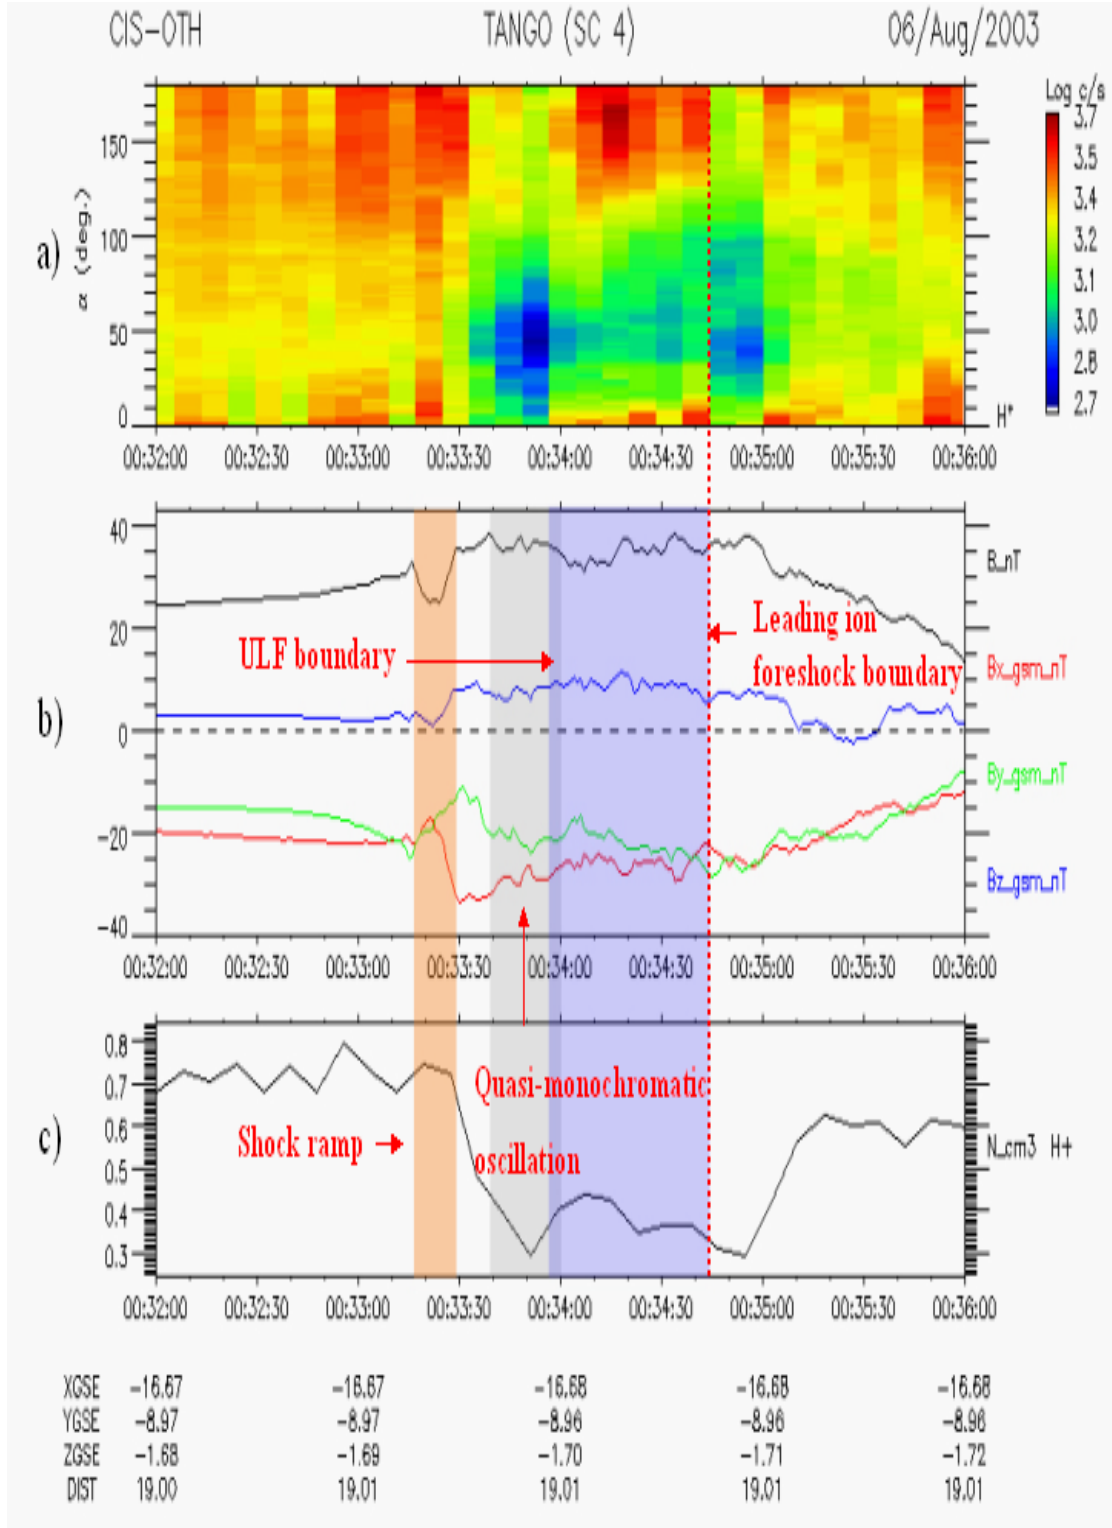 CIS-OTH TANGO (SC 4) 06/Aug/2003
Log c/s
3.7
3.5
3.4
3.2
3.1
3.0
2.8
2.7
a)
α (deg.)
150
100
50
0
H+
00:32:00 00:32:30 00:33:00 00:33:30 00:34:00 00:34:30 00:35:00 00:35:30 00:36:00
b)
40
20
0
-20
-40
B_nT
Bx_gsm_nT
By_gsm_nT
Bz_gsm_nT
ULF boundary
Leading ion
foreshock boundary
00:32:00 00:32:30 00:33:00 00:33:30 00:34:00 00:34:30 00:35:00 00:35:30 00:36:00
c)
0.8
0.7
0.6
0.5
0.4
0.3
N_cm3 H+
Quasi-monochromatic
oscillation
Shock ramp
00:32:00 00:32:30 00:33:00 00:33:30 00:34:00 00:34:30 00:35:00 00:35:30 00:36:00
XGSE -16.67 -16.67 -16.68 -16.68 -16.68
YGSE -8.97 -8.97 -8.96 -8.96 -8.96
ZGSE -1.68 -1.69 -1.70 -1.71 -1.72
DIST 19.00 19.01 19.01 19.01 19.01